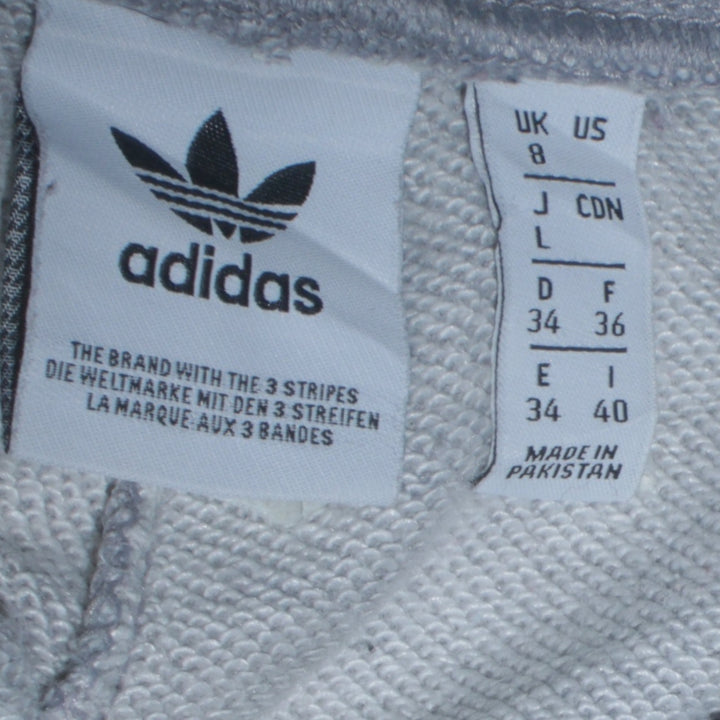 adidas
THE BRAND WITH THE 3 STRIPES
DIE WELTMARKE MIT DEN 3 STREIFEN
LA MARQUE AUX 3 BANDES
UK US
8
J CDN
L
D F
34 36
E I
34 40
MADE IN
PAKISTAN